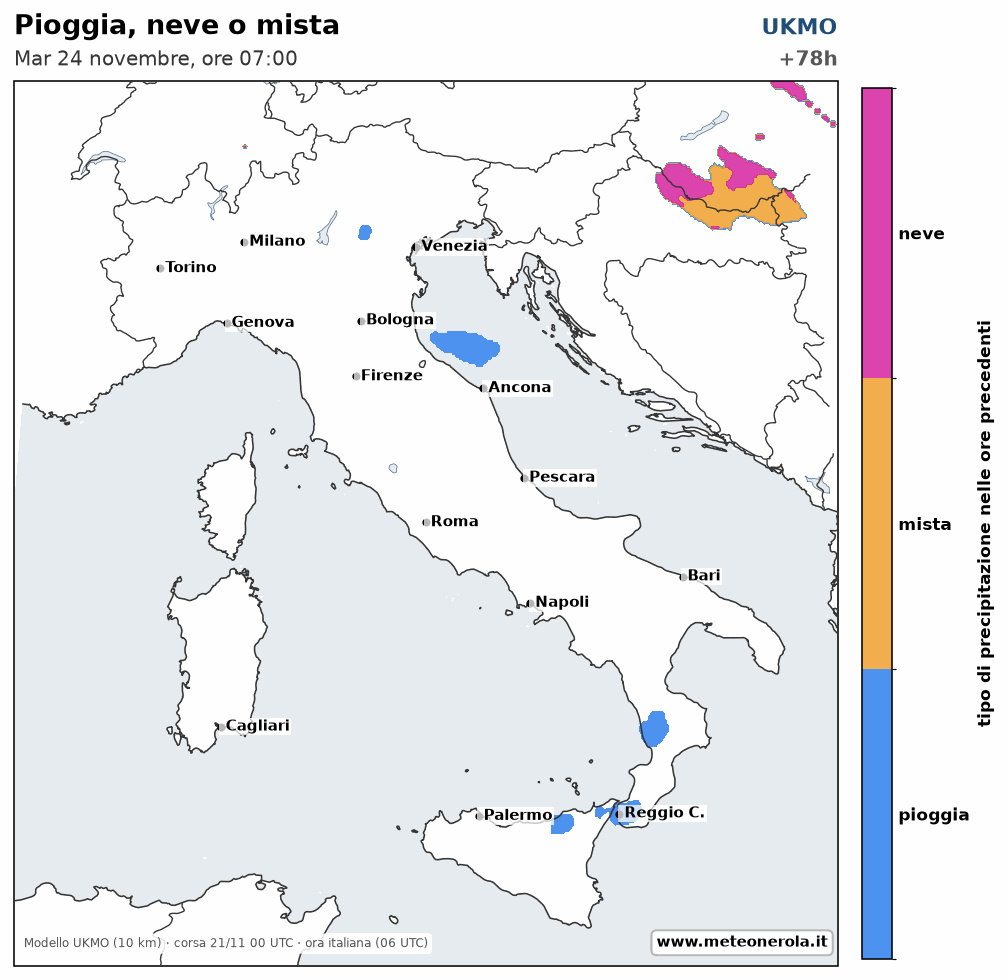 Pioggia, neve o mista
UKMO
Mar 24 novembre, ore 07:00
+78h
Milano
Venezia
Torino
Genova
Bologna
Firenze
Ancona
Pescara
Roma
Bari
Napoli
Cagliari
Palermo
Reggio C.
neve
mista
pioggia
tipo di precipitazione nelle ore precedenti
Modello UKMO (10 km) · corsa 21/11 00 UTC · ora italiana (06 UTC)
www.meteonerola.it